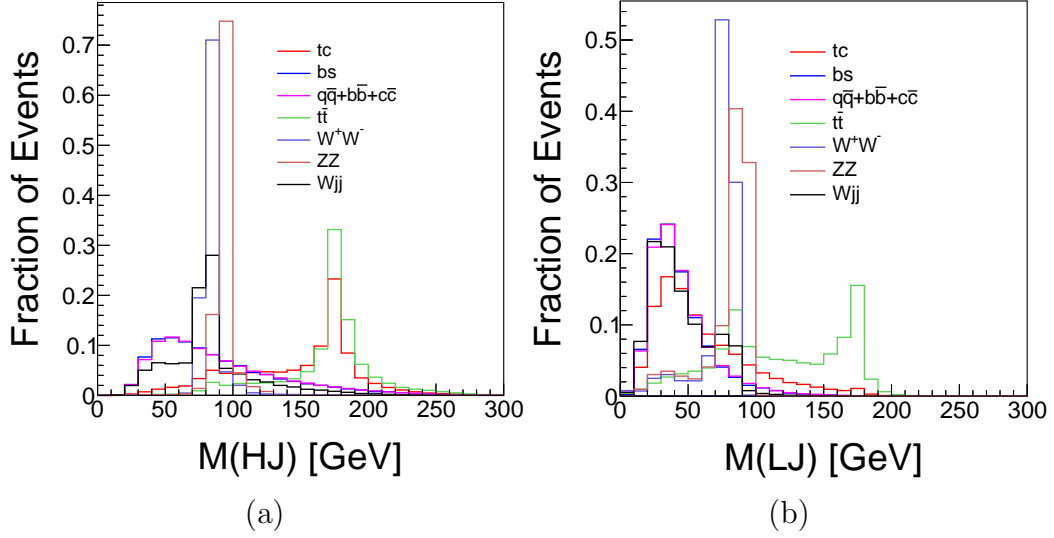 Fraction of Events
0.7
0.6
0.5
0.4
0.3
0.2
0.1
0
tc
bs
qq̄+bb̄+cc̄
tt̄
W⁺W⁻
ZZ
Wjj
0 50 100 150 200 250 300
M(HJ) [GeV]
(a)
Fraction of Events
0.5
0.4
0.3
0.2
0.1
0
tc
bs
qq̄+bb̄+cc̄
tt̄
W⁺W⁻
ZZ
Wjj
0 50 100 150 200 250 300
M(LJ) [GeV]
(b)